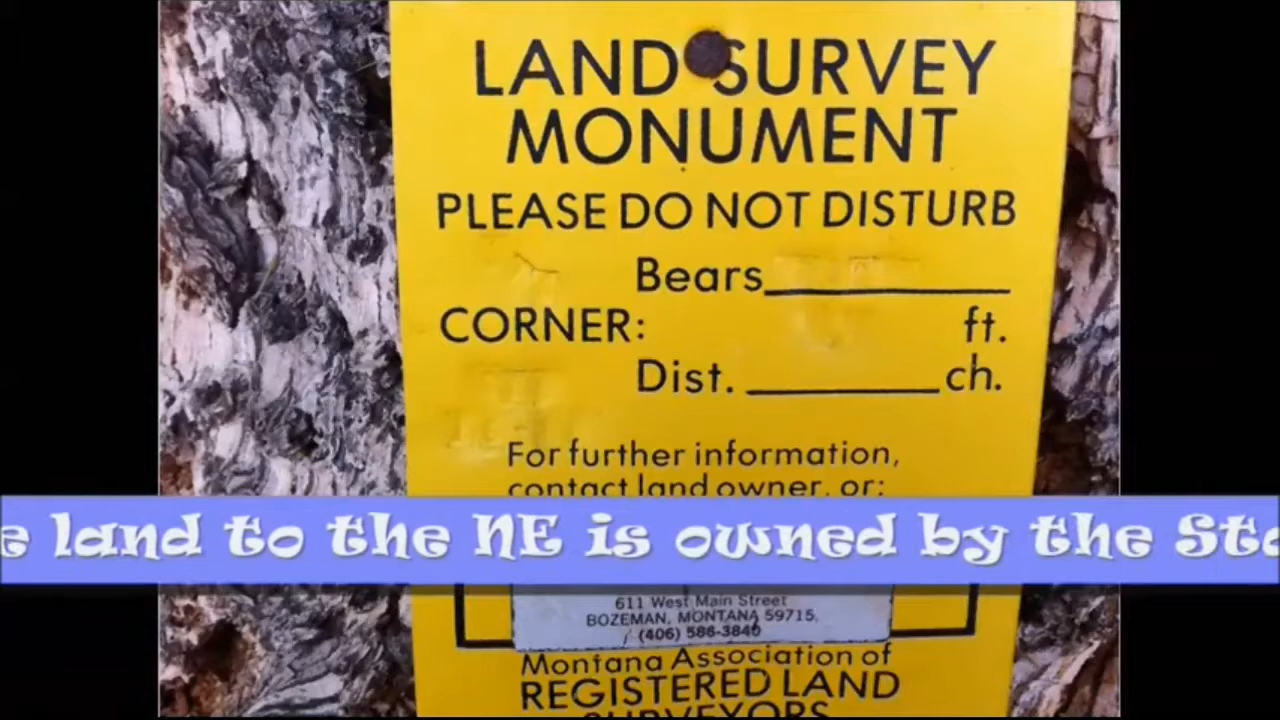 LAND SURVEY
MONUMENT
PLEASE DO NOT DISTURB
Bears
CORNER: ft.
Dist. ch.
For further information,
contact land owner, or:
land to the NE is owned by the
611 West Main Street
BOZEMAN, MONTANA 59715
(406) 586-3840
Montana Association of
REGISTERED LAND
SURVEYORS